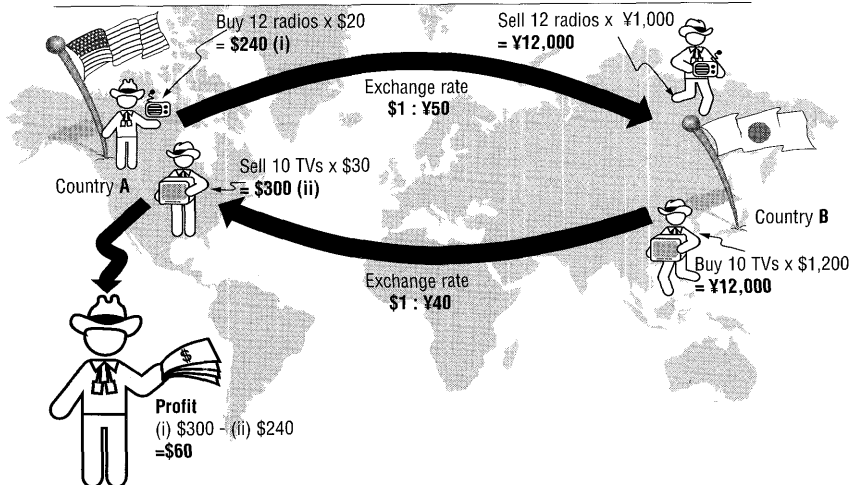 Buy 12 radios x $20
= $240 (i)
Sell 12 radios x ¥1,000
= ¥12,000
Exchange rate
$1 : ¥50
Country A
Sell 10 TVs x $30
= $300 (ii)
Country B
Buy 10 TVs x $1,200
= ¥12,000
Exchange rate
$1 : ¥40
$
Profit
(i) $300 - (ii) $240
=$60